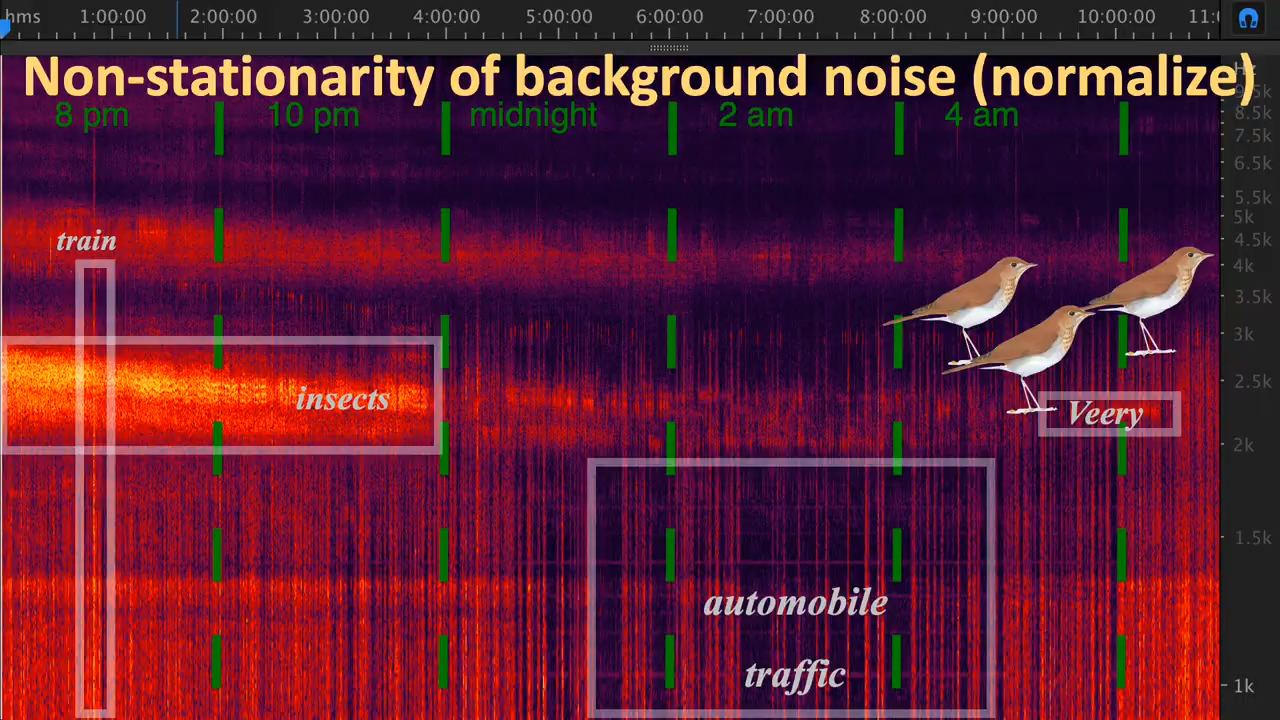 hms 1:00:00 2:00:00 3:00:00 4:00:00 5:00:00 6:00:00 7:00:00 8:00:00 9:00:00 10:00:00
Non-stationarity of background noise (normalize)
8 pm 10 pm midnight 2 am 4 am
8.5k
7.5k
6.5k
5.5k
5k
train
4.5k
4k
3.5k
3k
2.5k
insects
Veery
2k
1.5k
automobile
traffic
1k